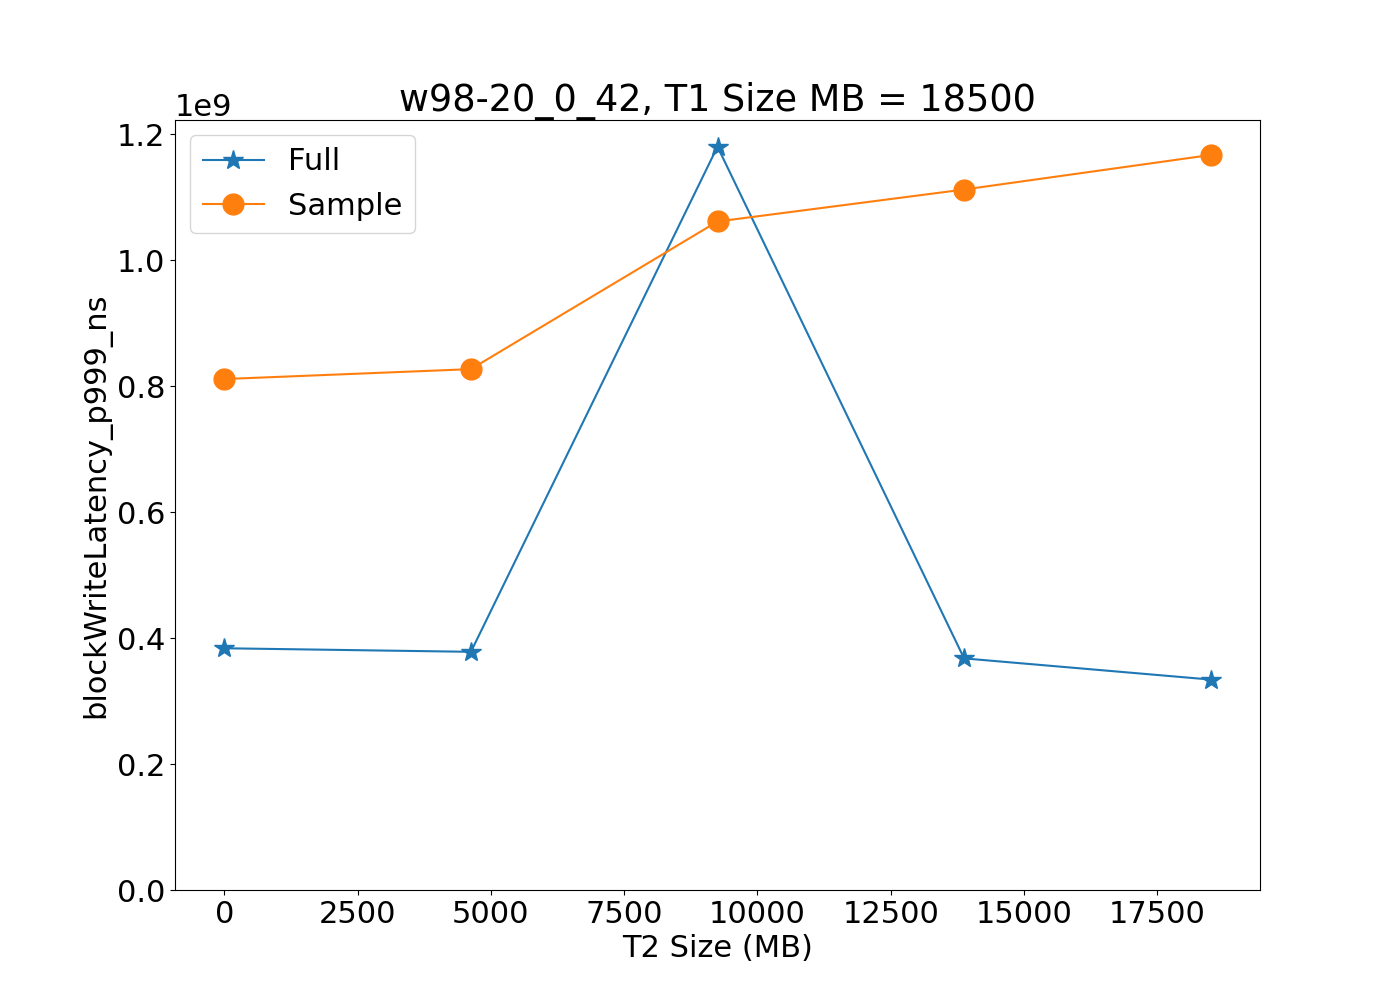 w98-20_0_42, T1 Size MB = 18500
1e9
Full
Sample
1.2
1.0
0.8
0.6
0.4
0.2
0.0
blockWriteLatency_p999_ns
0 2500 5000 7500 10000 12500 15000 17500
T2 Size (MB)